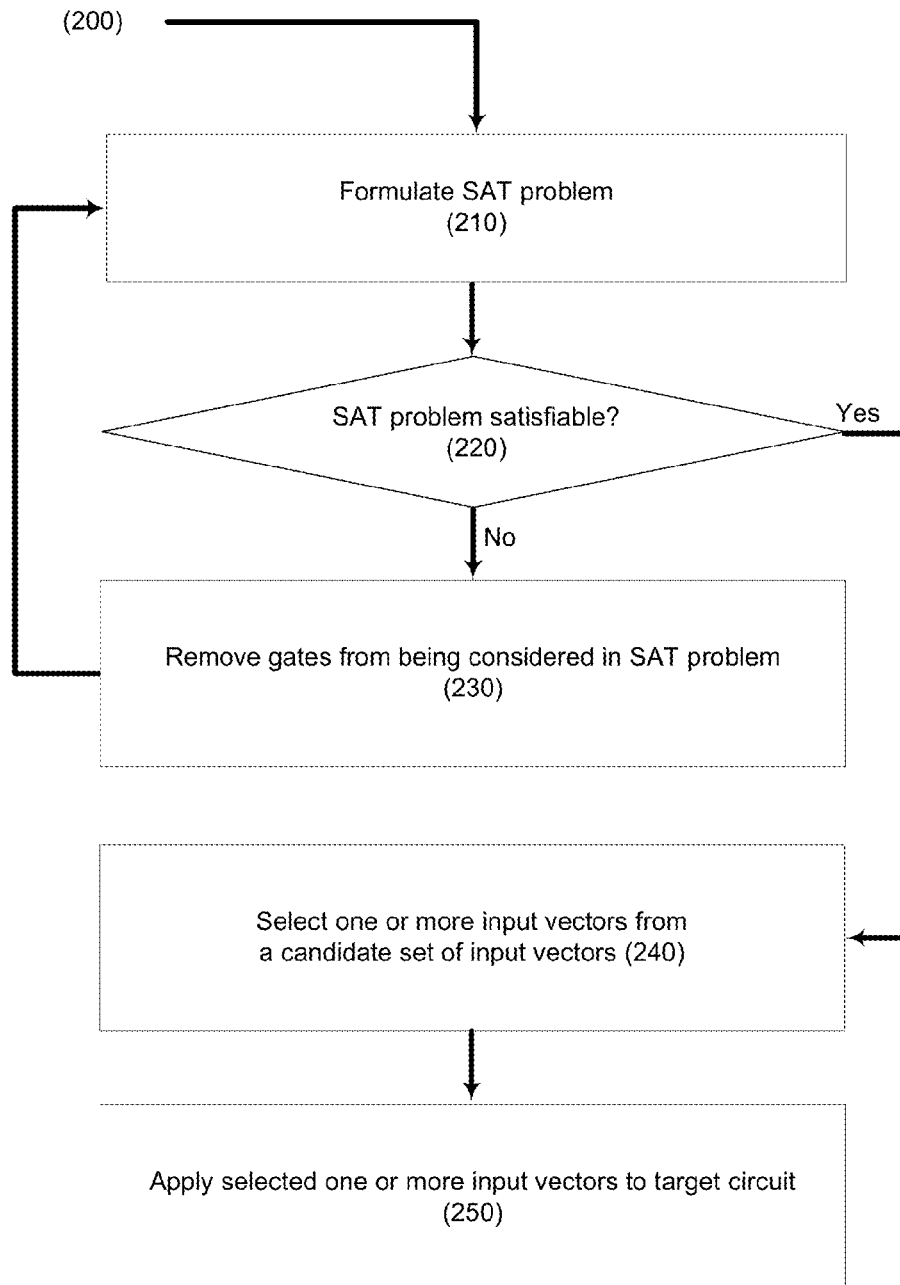 (200)
Formulate SAT problem
(210)
SAT problem satisfiable?
(220)
Yes
No
Remove gates from being considered in SAT problem
(230)
Select one or more input vectors from
a candidate set of input vectors (240)
Apply selected one or more input vectors to target circuit
(250)